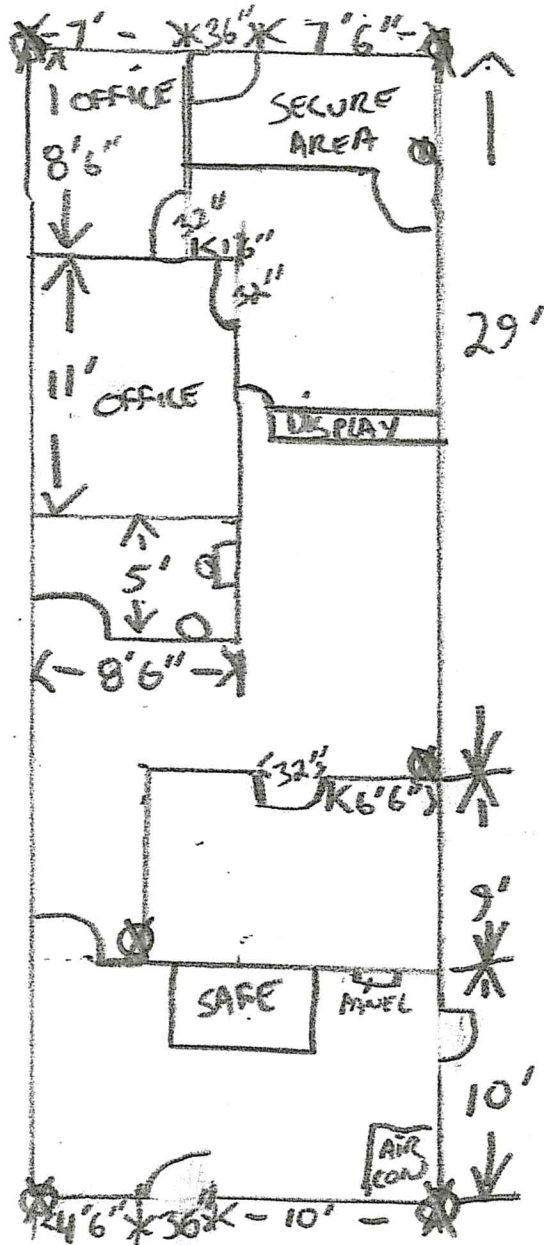 7' 36" 7'6"
OFFICE
SECURE
AREA
8'6"
32"
1'6"
32"
29'
11'
OFFICE
DISPLAY
5'
8'6"
32"
6'6"
9'
SAFE
PANEL
10'
AIR
CON
4'6" 36" 10'